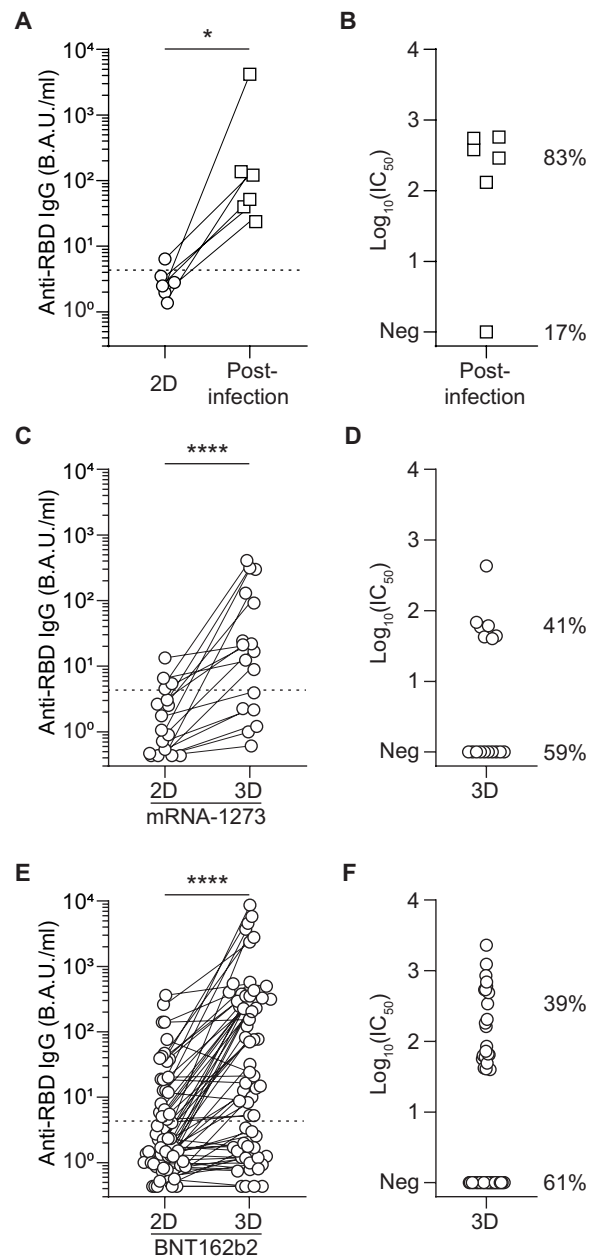 A
*
10⁴
10³
10²
10¹
10⁰
Anti-RBD IgG (B.A.U./ml)
2D
Post-
infection
B
4
3
2
1
Neg
Log₁₀(IC₅₀)
83%
17%
Post-
infection
C
****
10⁴
10³
10²
10¹
10⁰
Anti-RBD IgG (B.A.U./ml)
2D 3D
mRNA-1273
D
4
3
2
1
Neg
Log₁₀(IC₅₀)
41%
59%
3D
E
****
10⁴
10³
10²
10¹
10⁰
Anti-RBD IgG (B.A.U./ml)
2D 3D
BNT162b2
F
4
3
2
1
Neg
Log₁₀(IC₅₀)
39%
61%
3D